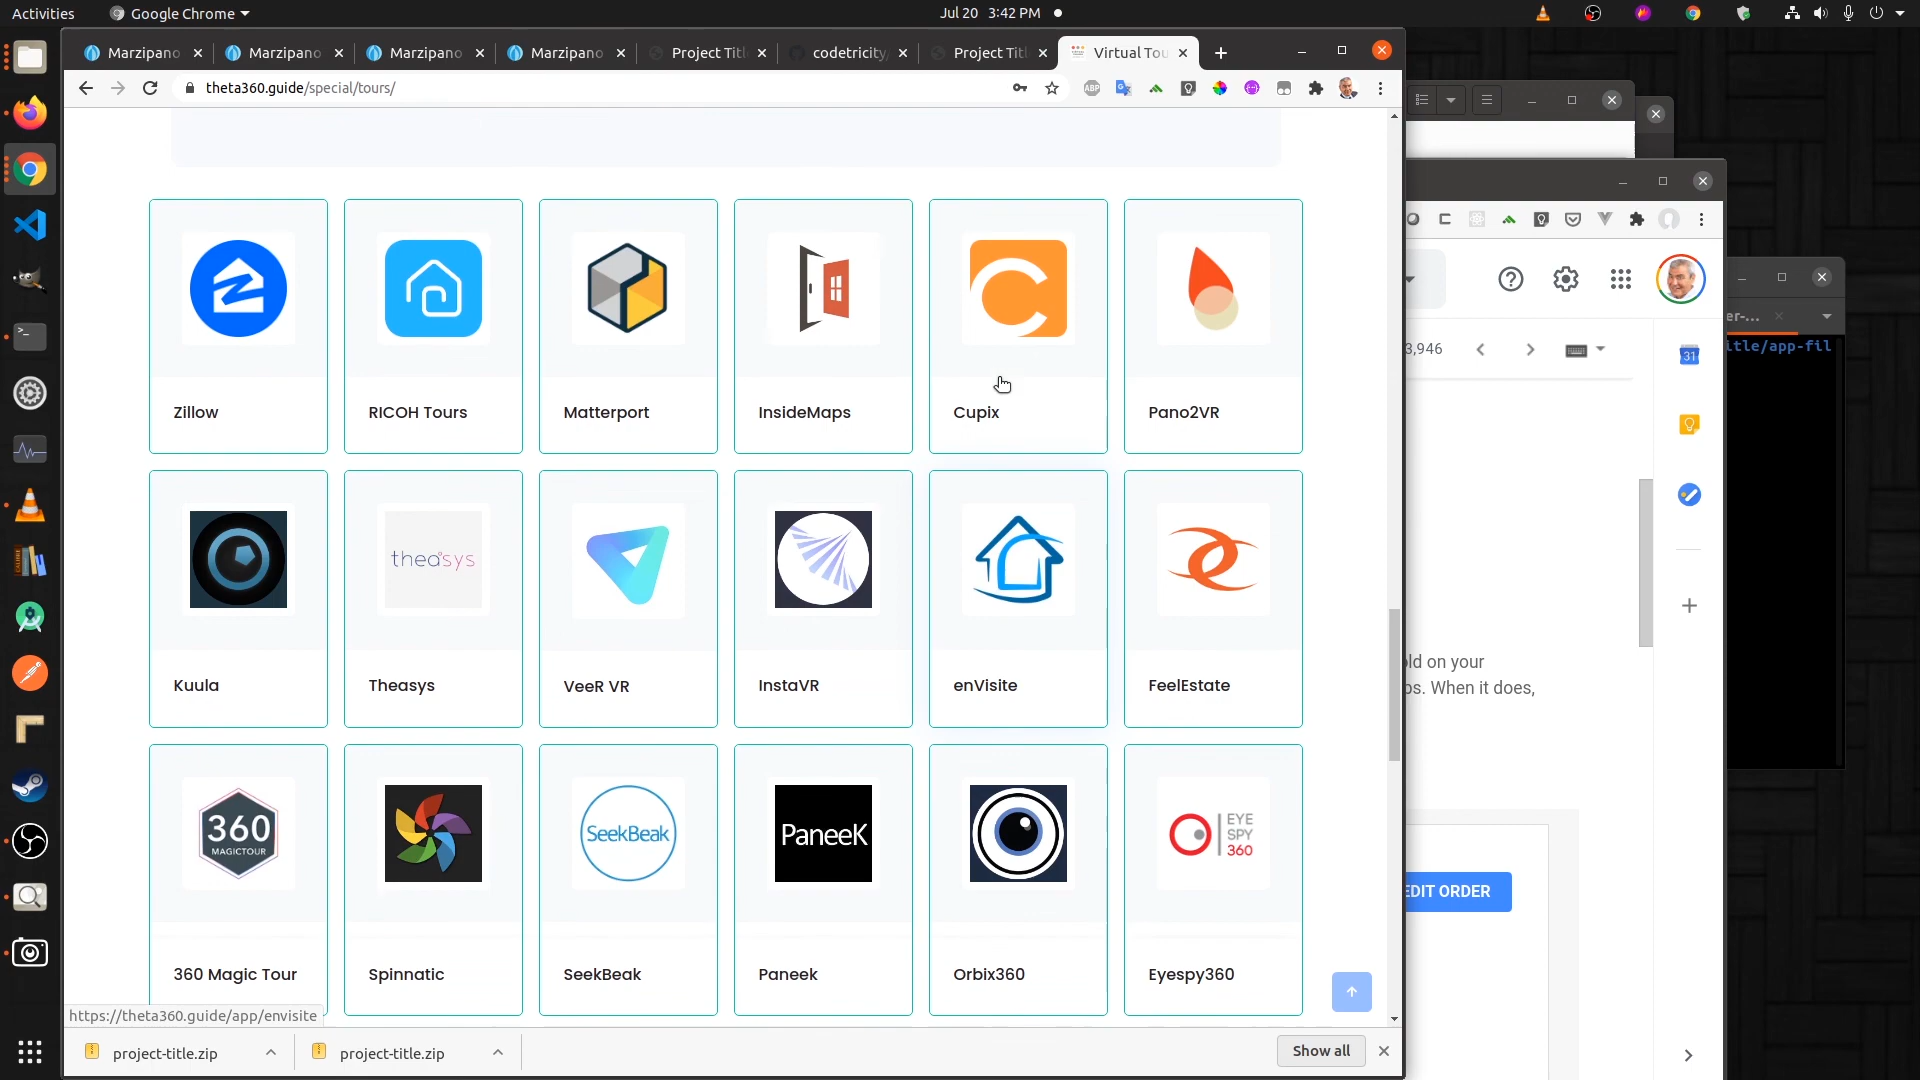 Activities
Google Chrome
Jul 20 3:42 PM
Marzipano
Marzipano
Marzipano
Marzipano
Project Titl
codetricity
Project Titl
Virtual Tou
theta360.guide/special/tours/
ABP
Zillow
RICOH Tours
Matterport
InsideMaps
Cupix
Pano2VR
theasys
Kuula
Theasys
VeeR VR
InstaVR
enVisite
FeelEstate
360
MAGICTOUR
SeekBeak
PaneeK
EYE
SPY
360
360 Magic Tour
Spinnatic
SeekBeak
Paneek
Orbix360
Eyespy360
https://theta360.guide/app/envisite
project-title.zip
project-title.zip
Show all
3,946
31
old on your
os. When it does,
EDIT ORDER
er-...
itle/app-fil